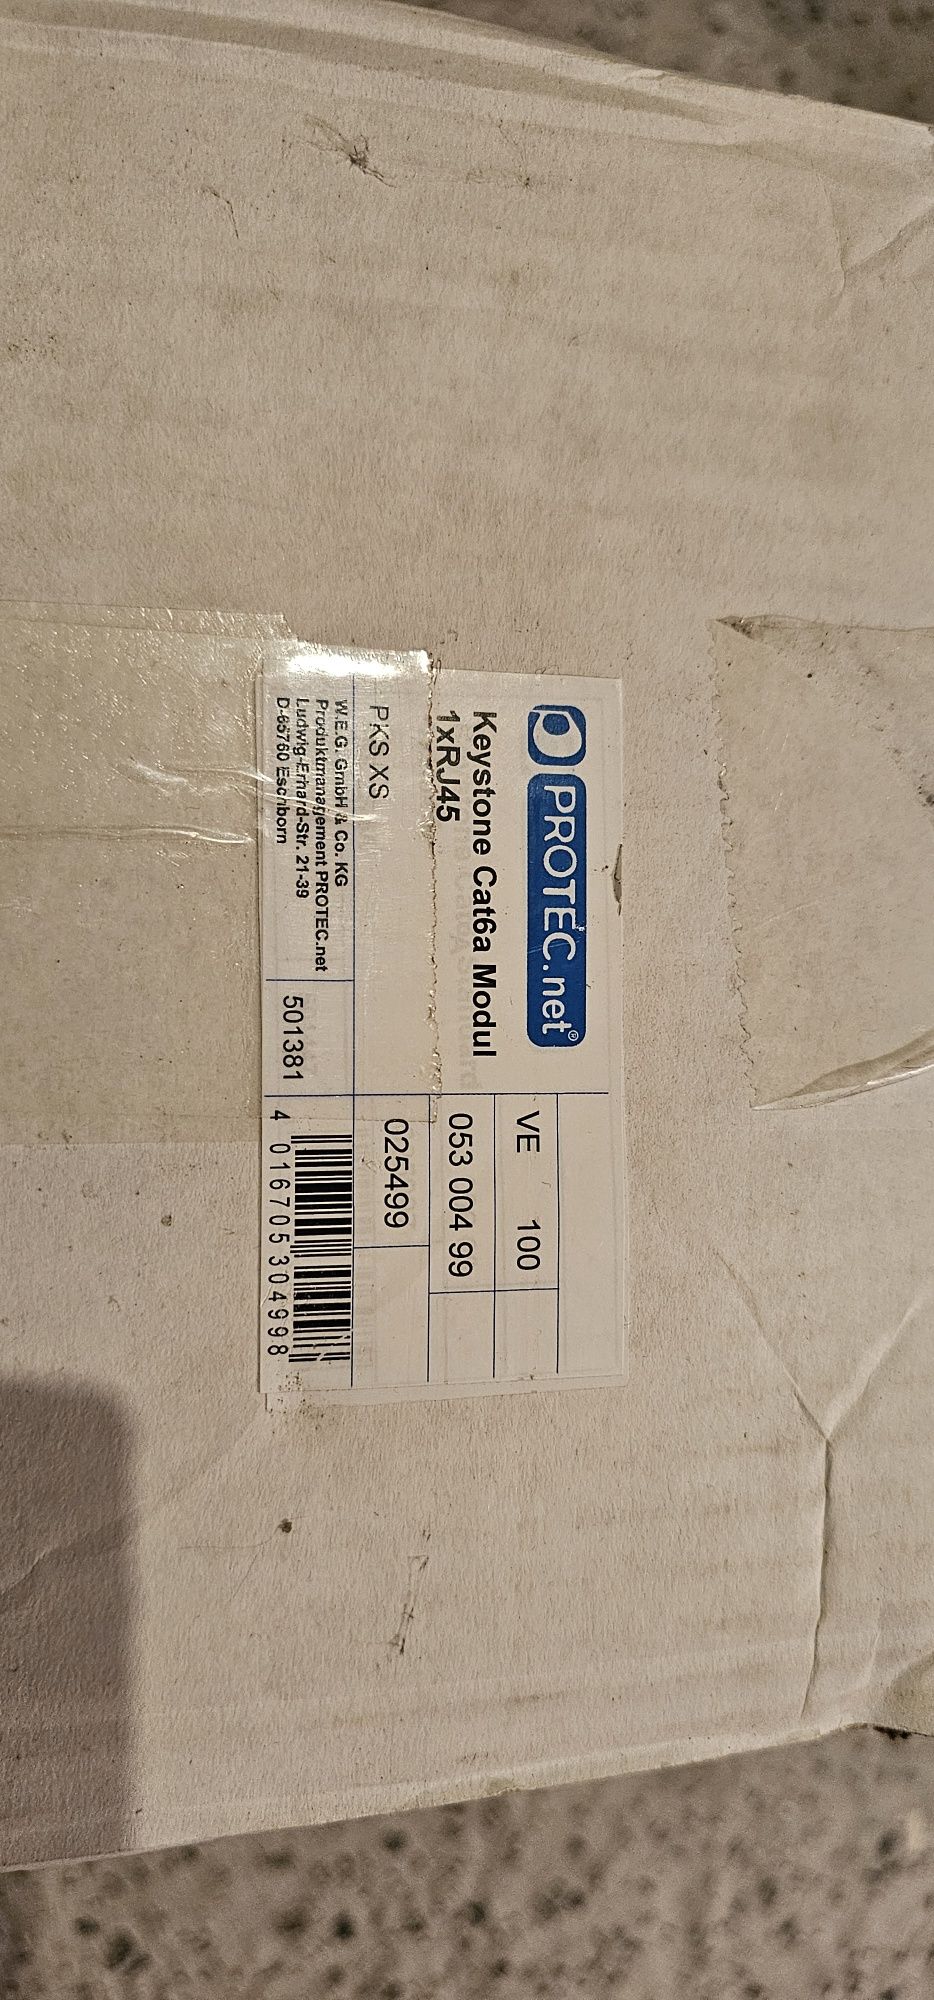 PROTEC.net®
Keystone Cat6a Modul
1xRJ45
PKS XS
VE 100
053 004 99
025499
W.E.G. GmbH & Co. KG
Produktmanagement PROTEC.net
Ludwig-Erhard-Str. 21-39
D-65760 Eschborn
501381
4 016705 304998